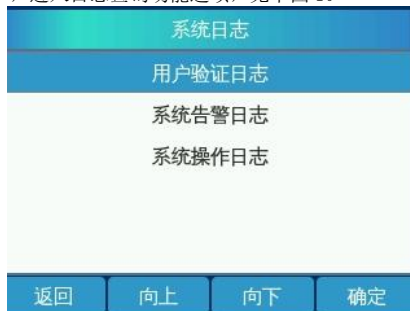 系统日志
用户验证日志
系统告警日志
系统操作日志
返回 向上 向下 确定